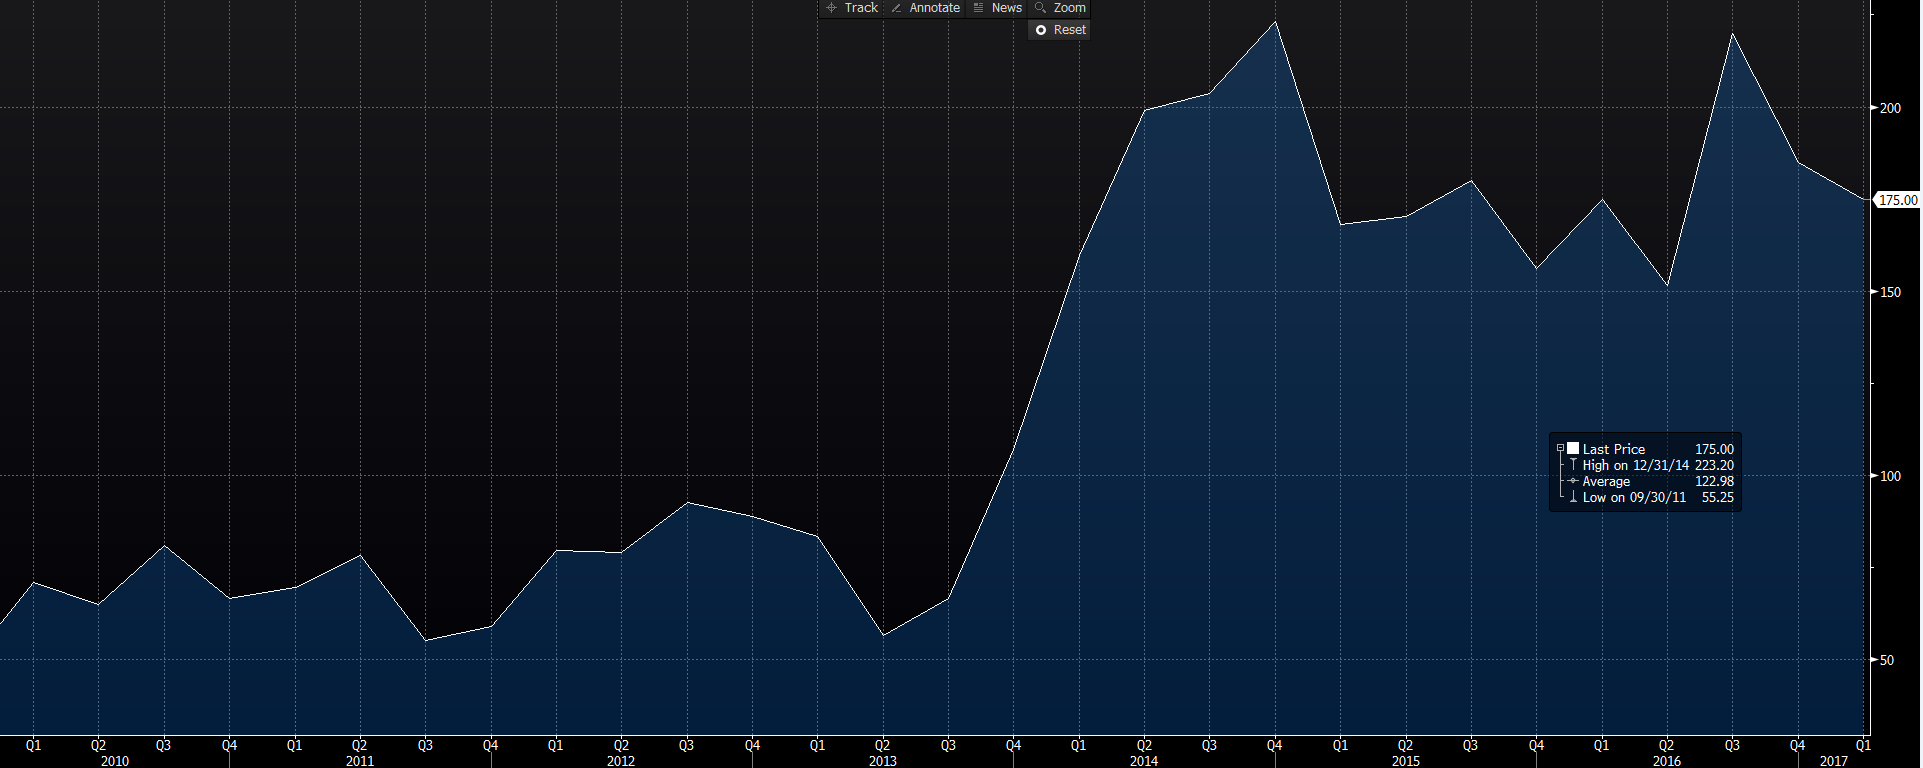 Track Annotate News Zoom
Reset
200
175.00
150
100
50
Last Price 175.00
High on 12/31/14 223.20
Average 122.98
Low on 09/30/11 55.25
Q1 Q2 Q3 Q4 Q1 Q2 Q3 Q4 Q1 Q2 Q3 Q4 Q1 Q2 Q3 Q4 Q1 Q2 Q3 Q4 Q1 Q2 Q3 Q4 Q1 Q2 Q3 Q4 Q1
2010 2011 2012 2013 2014 2015 2016 2017